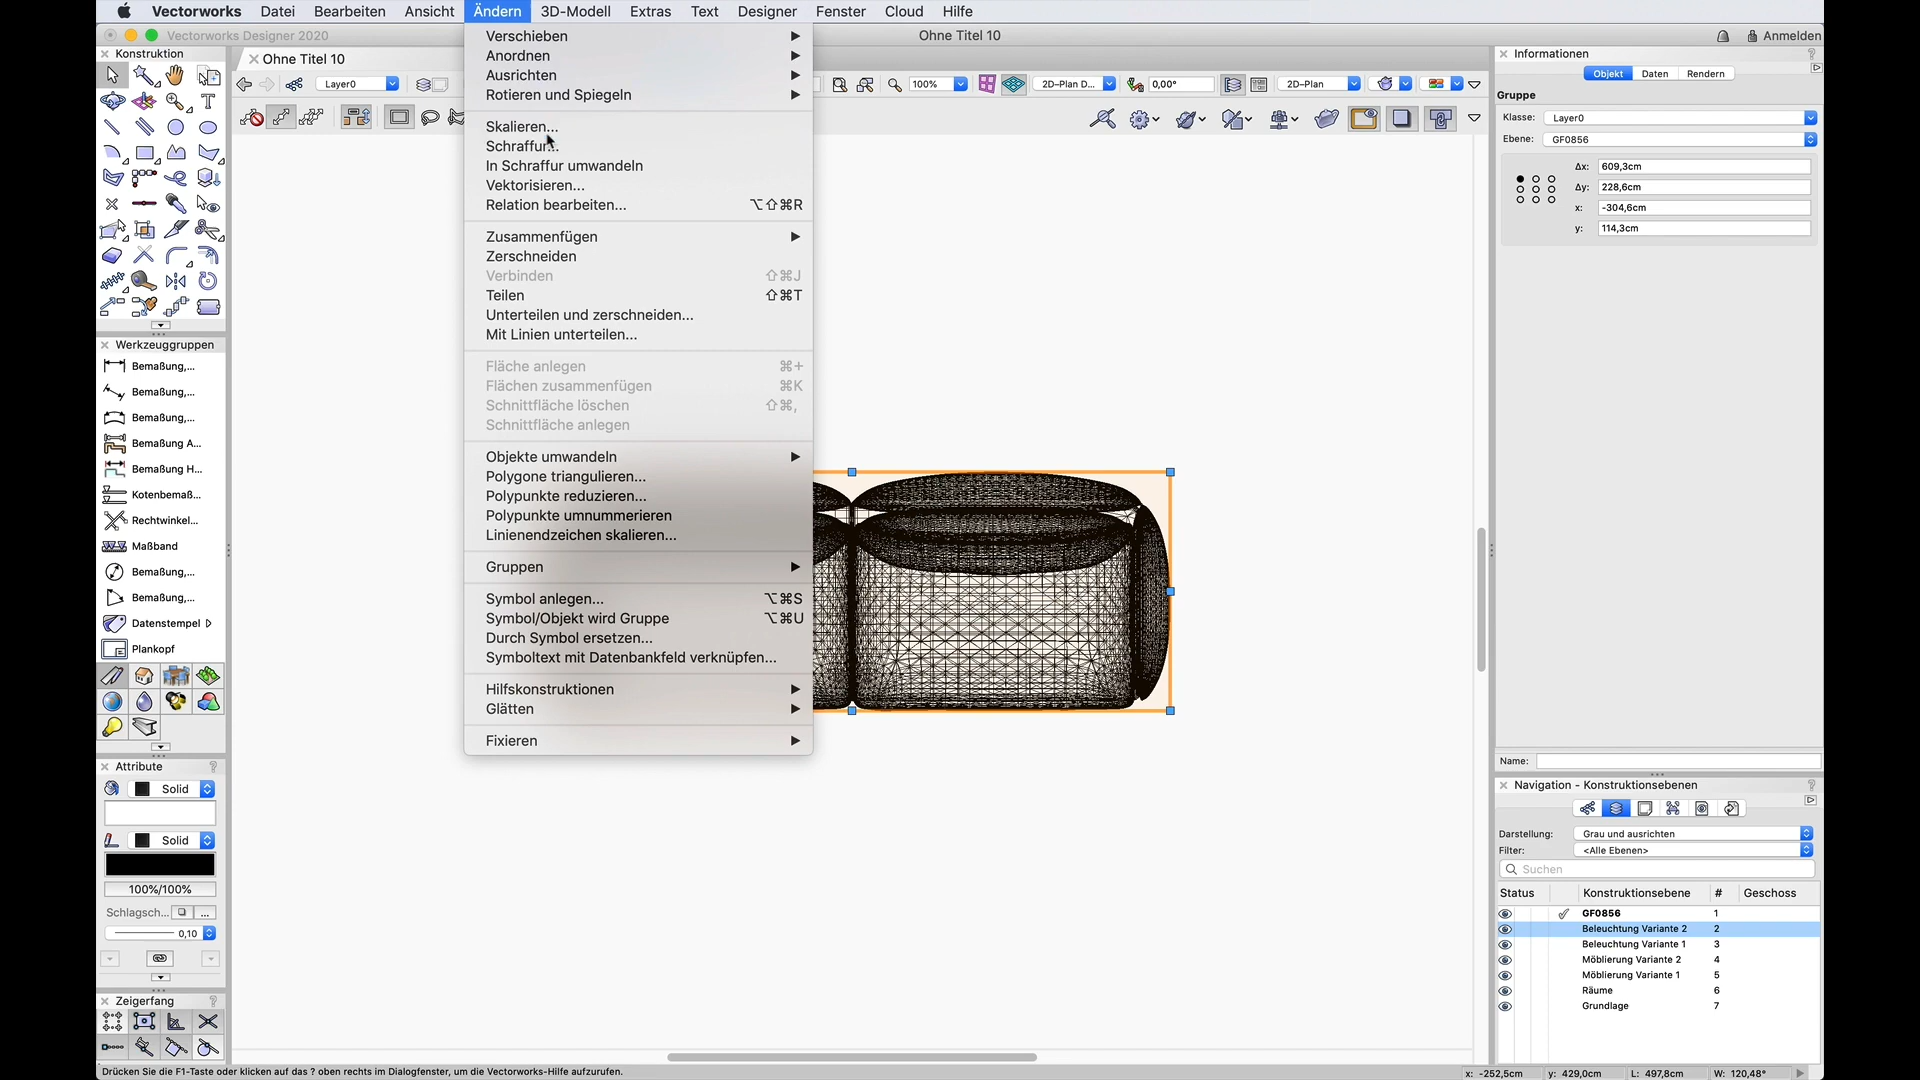 Vectorworks Datei Bearbeiten Ansicht Ändern 3D-Modell Extras Text Designer Fenster Cloud Hilfe
Vectorworks Designer 2020
Ohne Titel 10
Anmelden
Konstruktion
Ohne Titel 10
Layer0
100%
2D-Plan D...
0,00°
2D-Plan
Verschieben
Anordnen
Ausrichten
Rotieren und Spiegeln
Skalieren...
Schraffur...
In Schraffur umwandeln
Vektorisieren...
Relation bearbeiten... ⌥⇧⌘R
Zusammenfügen
Zerschneiden
Verbinden ⇧⌘J
Teilen ⇧⌘T
Unterteilen und zerschneiden...
Mit Linien unterteilen...
Fläche anlegen ⌘+
Flächen zusammenfügen ⌘K
Schnittfläche löschen ⇧⌘,
Schnittfläche anlegen
Objekte umwandeln
Polygone triangulieren...
Polypunkte reduzieren...
Polypunkte umnummerieren
Linienendzeichen skalieren...
Gruppen
Symbol anlegen... ⌥⌘S
Symbol/Objekt wird Gruppe ⌥⌘U
Durch Symbol ersetzen...
Symboltext mit Datenbankfeld verknüpfen...
Hilfskonstruktionen
Glätten
Fixieren
Werkzeuggruppen
Bemaßung,...
Bemaßung,...
Bemaßung,...
Bemaßung A...
Bemaßung H...
Kotenbemaß...
Rechtwinkel...
Maßband
Bemaßung,...
Bemaßung,...
Datenstempel
Plankopf
Attribute ?
Solid
Solid
100%/100%
Schlagsch... ...
0,10
Zeigerfang ?
Informationen ?
Objekt Daten Rendern
Gruppe
Klasse: Layer0
Ebene: GF0856
Δx: 609,3cm
Δy: 228,6cm
x: -304,6cm
y: 114,3cm
Name:
Navigation - Konstruktionsebenen ?
Darstellung: Grau und ausrichten
Filter: <Alle Ebenen>
Suchen
Status Konstruktionsebene # Geschoss
GF0856 1
Beleuchtung Variante 2 2
Beleuchtung Variante 1 3
Möblierung Variante 2 4
Möblierung Variante 1 5
Räume 6
Grundlage 7
Drücken Sie die F1-Taste oder klicken auf das ? oben rechts im Dialogfenster, um die Vectorworks-Hilfe aufzurufen.
x: -252,5cm y: 429,0cm L: 497,8cm W: 120,48°